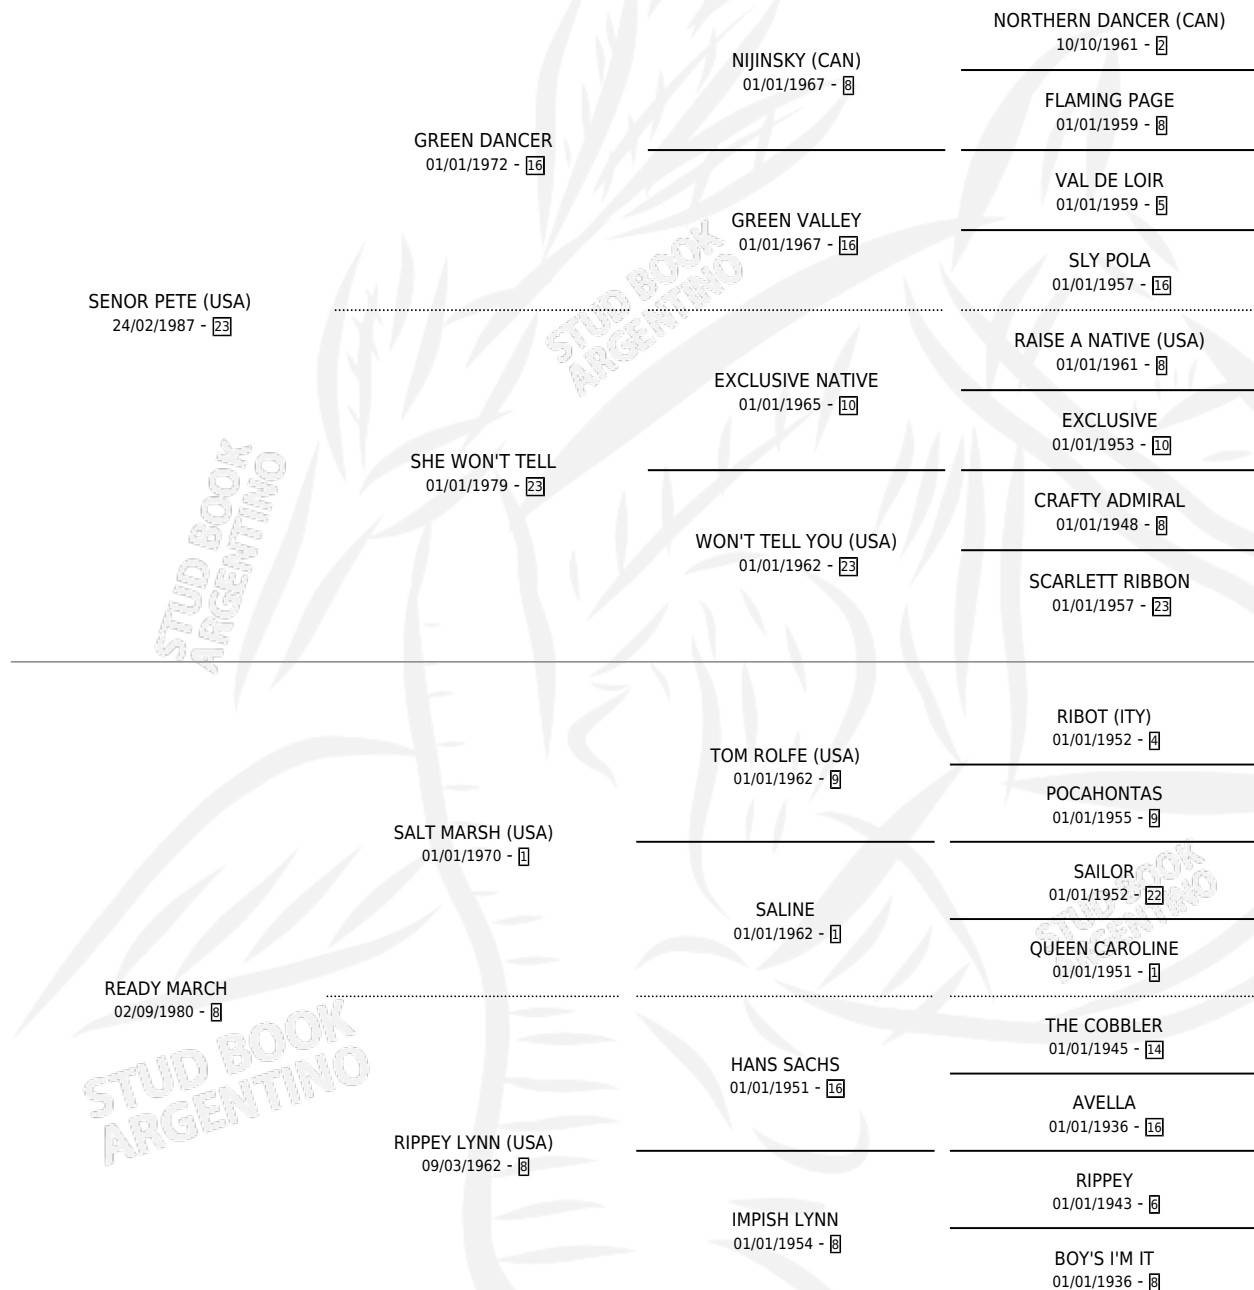 NORTHERN DANCER (CAN)
10/10/1961 - 2
NIJINSKY (CAN)
01/01/1967 - 8
FLAMING PAGE
01/01/1959 - 8
GREEN DANCER
01/01/1972 - 16
VAL DE LOIR
01/01/1959 - 5
GREEN VALLEY
01/01/1967 - 16
SLY POLA
01/01/1957 - 16
SENOR PETE (USA)
24/02/1987 - 23
RAISE A NATIVE (USA)
01/01/1961 - 8
EXCLUSIVE NATIVE
01/01/1965 - 10
EXCLUSIVE
01/01/1953 - 10
SHE WON'T TELL
01/01/1979 - 23
CRAFTY ADMIRAL
01/01/1948 - 8
WON'T TELL YOU (USA)
01/01/1962 - 23
SCARLETT RIBBON
01/01/1957 - 23
RIBOT (ITY)
01/01/1952 - 4
TOM ROLFE (USA)
01/01/1962 - 9
POCAHONTAS
01/01/1955 - 9
SALT MARSH (USA)
01/01/1970 - 1
SAILOR
01/01/1952 - 22
SALINE
01/01/1962 - 1
QUEEN CAROLINE
01/01/1951 - 1
READY MARCH
02/09/1980 - 8
THE COBBLER
01/01/1945 - 14
HANS SACHS
01/01/1951 - 16
AVELLA
01/01/1936 - 16
RIPPEY LYNN (USA)
09/03/1962 - 8
RIPPEY
01/01/1943 - 6
IMPISH LYNN
01/01/1954 - 8
BOY'S I'M IT
01/01/1936 - 8
STUD BOOK
ARGENTINO
STUD BOOK
ARGENTINO
STUD BOOK
ARGENTINO
STUD BOOK
ARGENTINO